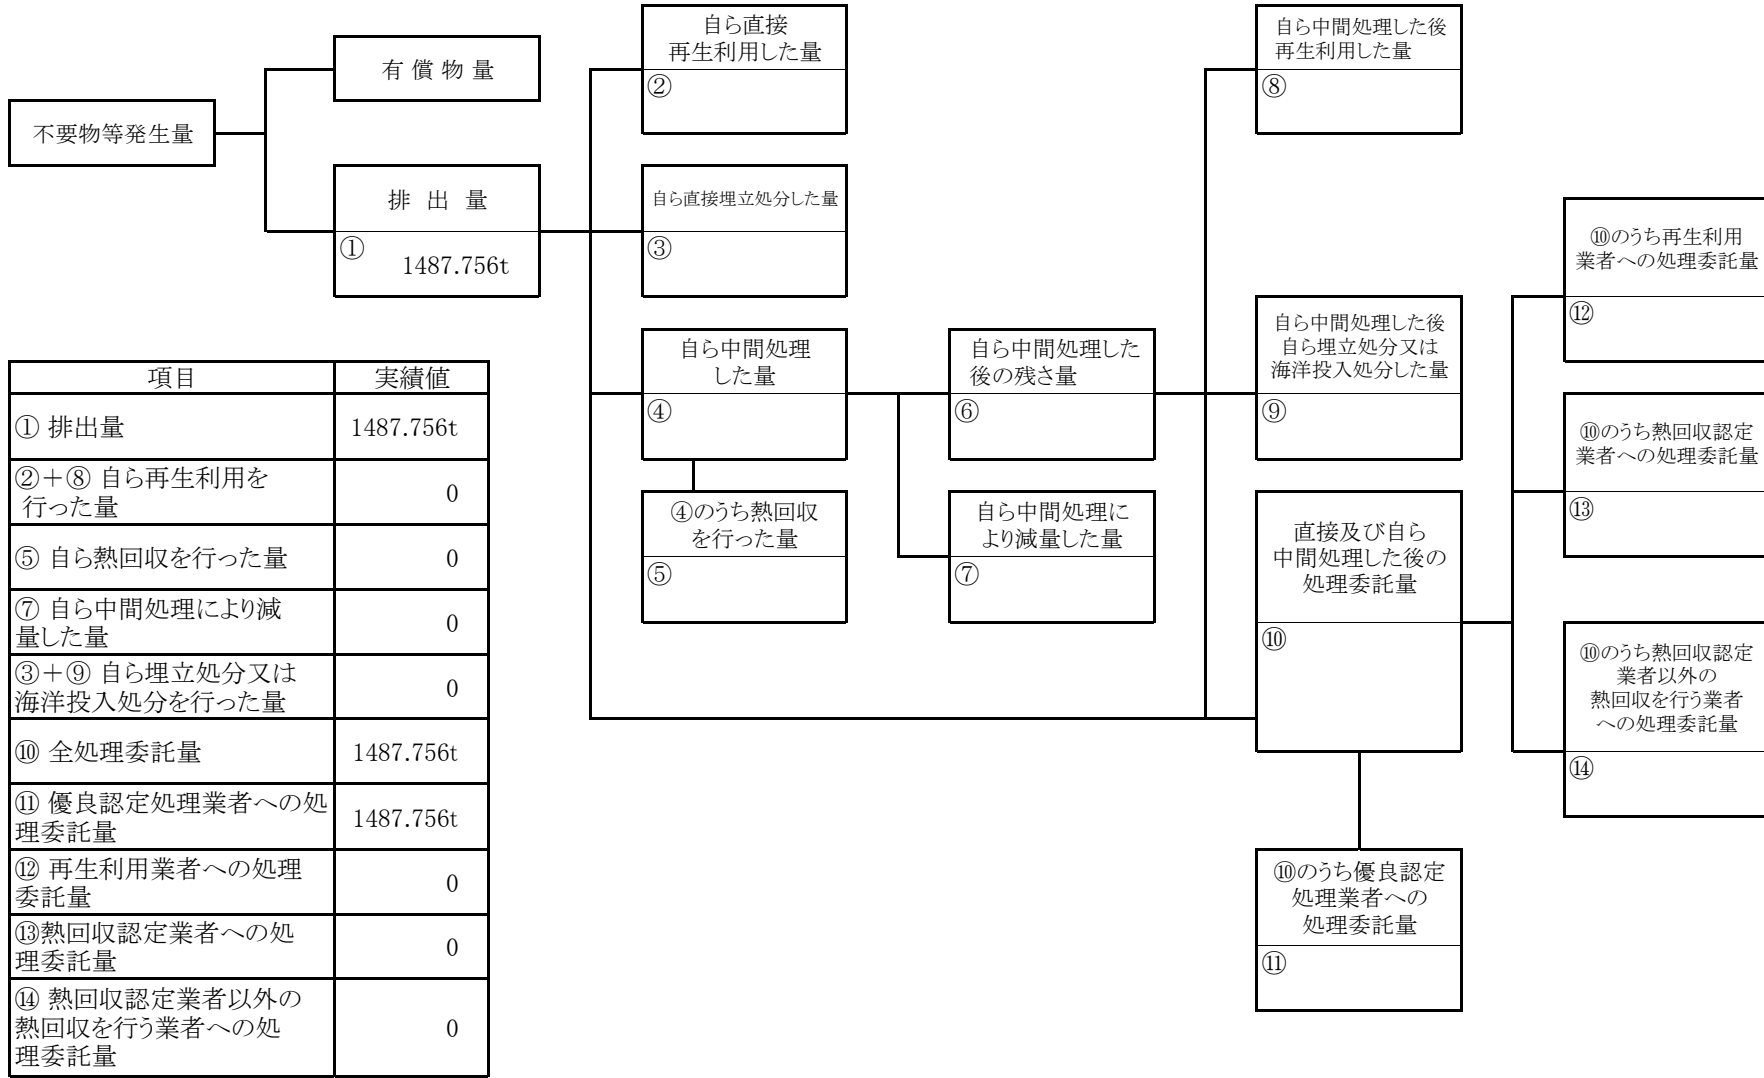 不要物等発生量
有 償 物 量
排 出 量
①
1487.756t
自ら直接
再生利用した量
②
自ら直接埋立処分した量
③
自ら中間処理
した量
④
④のうち熱回収
を行った量
⑤
自ら中間処理した
後の残さ量
⑥
自ら中間処理に
より減量した量
⑦
自ら中間処理した後
再生利用した量
⑧
自ら中間処理した後
自ら埋立処分又は
海洋投入処分した量
⑨
直接及び自ら
中間処理した後の
処理委託量
⑩
⑩のうち優良認定
処理業者への
処理委託量
⑪
⑩のうち再生利用
業者への処理委託量
⑫
⑩のうち熱回収認定
業者への処理委託量
⑬
⑩のうち熱回収認定
業者以外の
熱回収を行う業者
への処理委託量
⑭
項目 実績値
① 排出量 1487.756t
②+⑧ 自ら再生利用を
行った量 0
⑤ 自ら熱回収を行った量 0
⑦ 自ら中間処理により減
量した量 0
③+⑨ 自ら埋立処分又は
海洋投入処分を行った量 0
⑩ 全処理委託量 1487.756t
⑪ 優良認定処理業者への処
理委託量 1487.756t
⑫ 再生利用業者への処理
委託量 0
⑬熱回収認定業者への処
理委託量 0
⑭ 熱回収認定業者以外の
熱回収を行う業者への処
理委託量 0